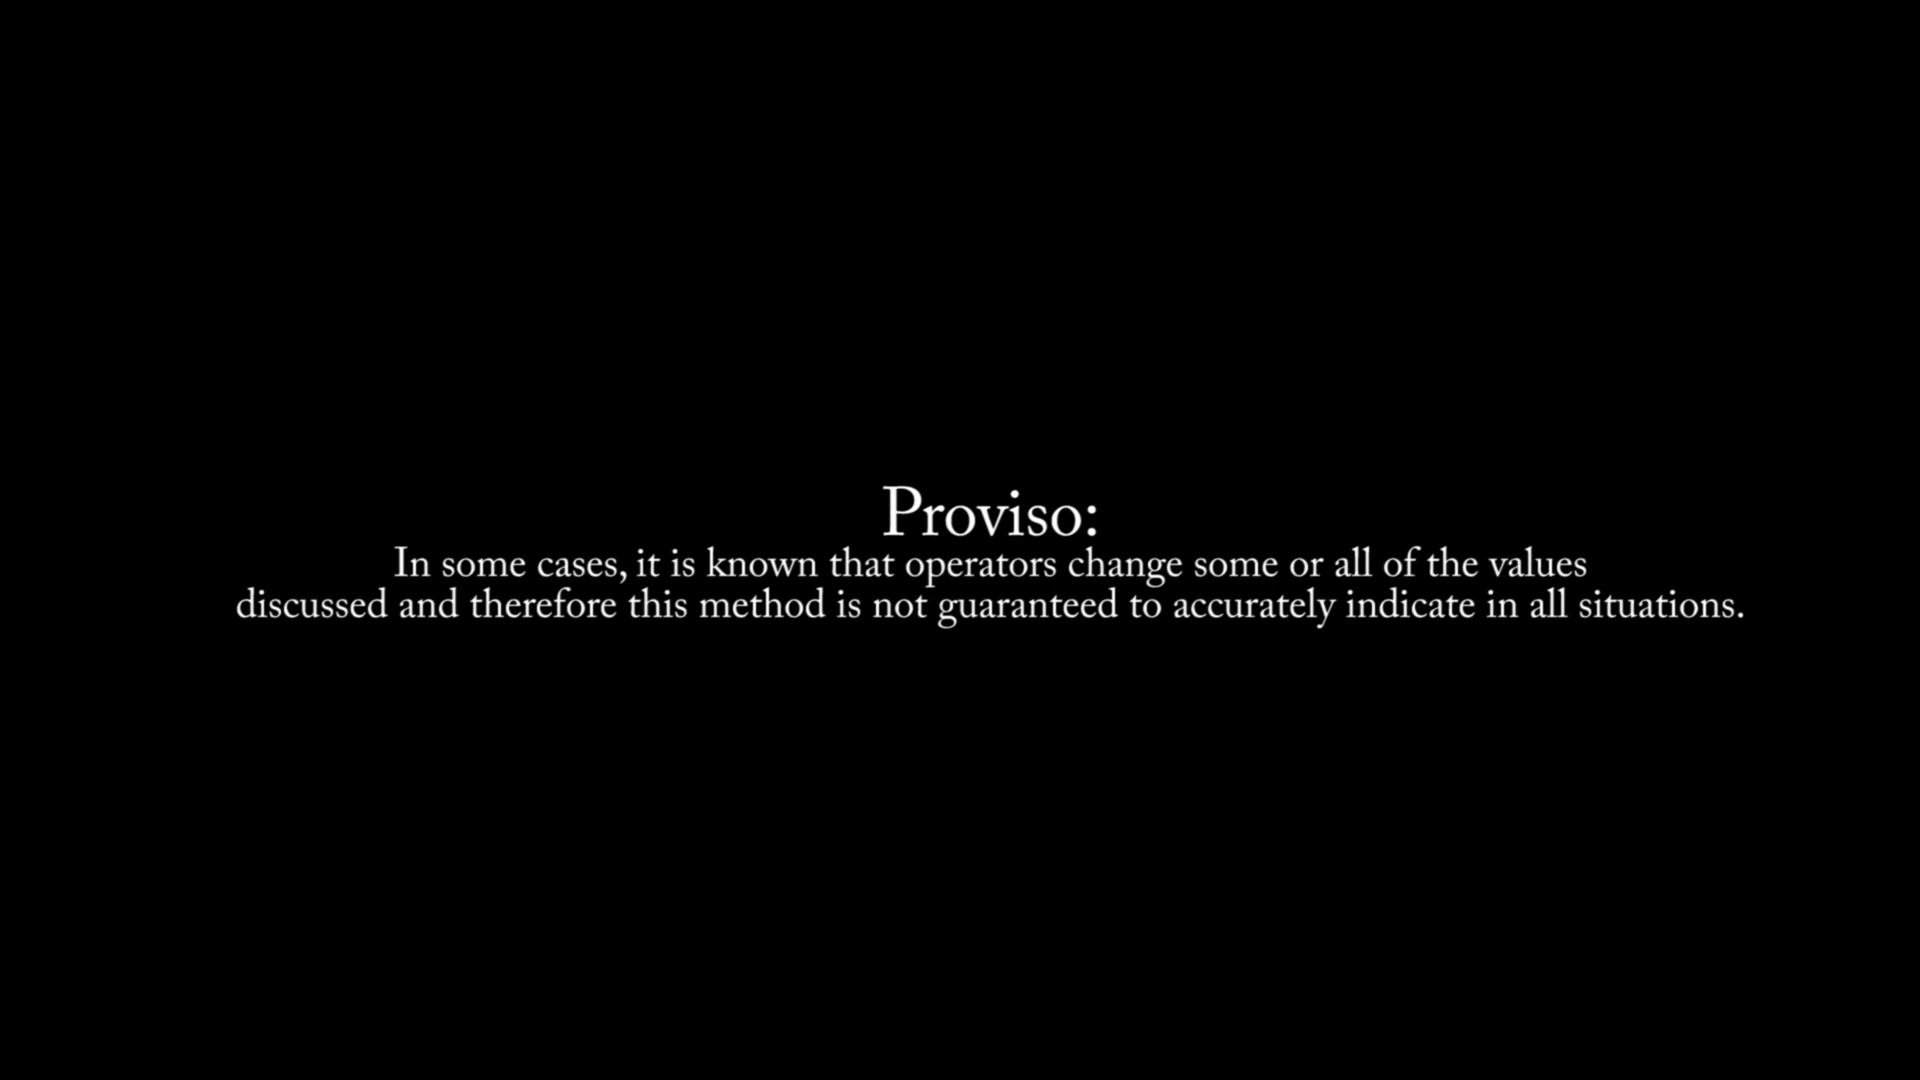 Proviso:
In some cases, it is known that operators change some or all of the values
discussed and therefore this method is not guaranteed to accurately indicate in all situations.